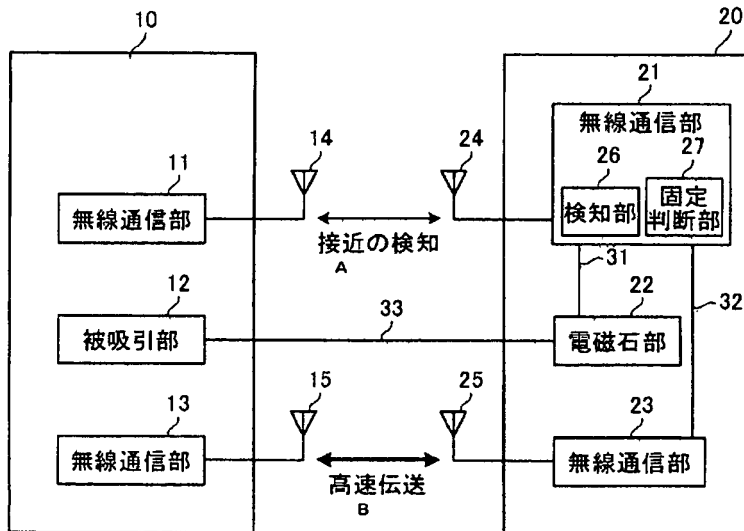 10
20
21
無線通信部
14
24
26
27
11
検知部
固定
判断部
無線通信部
接近の検知
A
31
12
22
32
33
被吸引部
電磁石部
15
25
13
23
無線通信部
無線通信部
高速伝送
B